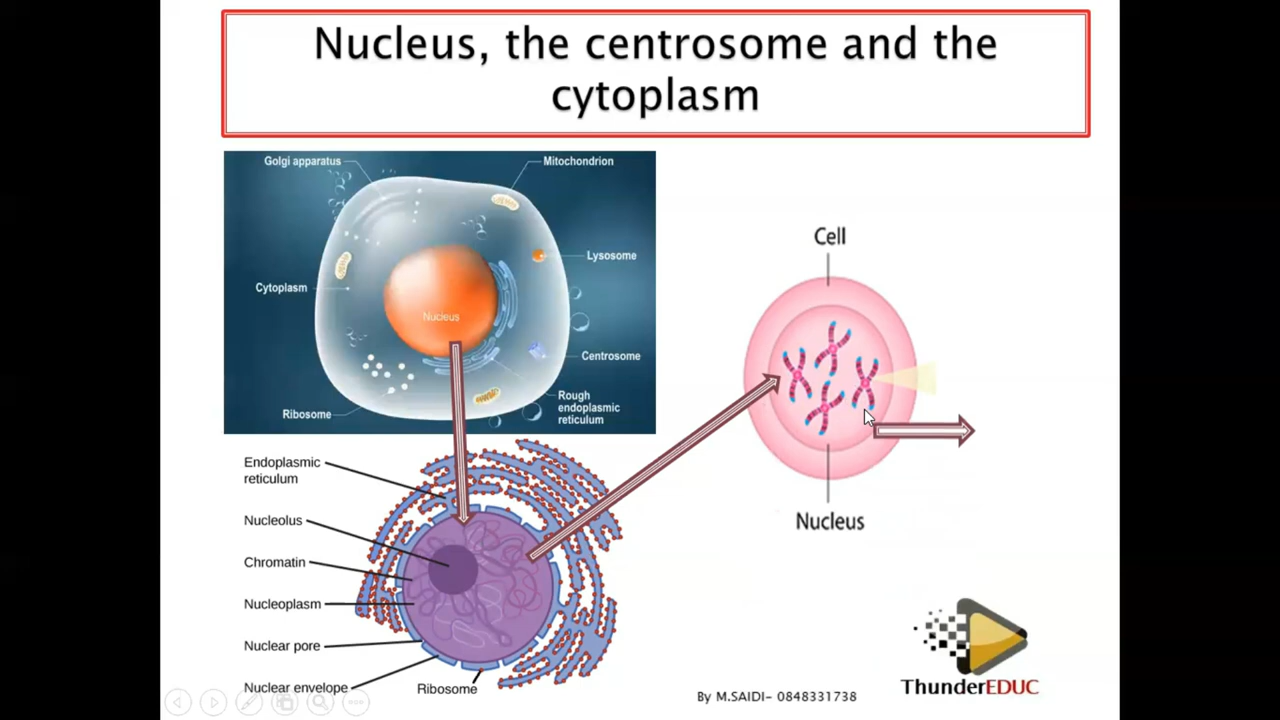 Nucleus, the centrosome and the
cytoplasm
Golgi apparatus
Mitochondrion
Lysosome
Cytoplasm
Nucleus
Centrosome
Rough
endoplasmic
reticulum
Ribosome
Cell
Nucleus
Endoplasmic
reticulum
Nucleolus
Chromatin
Nucleoplasm
Nuclear pore
Nuclear envelope
Ribosome
By M.SAIDI- 0848331738
ThunderEDUC